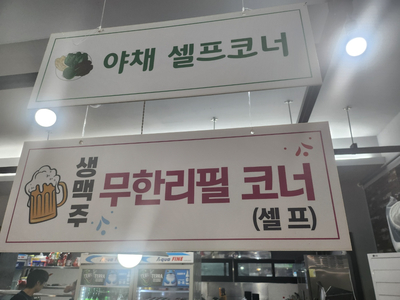 야채 셀프코너
생맥주 무한리필 코너
(셀프)